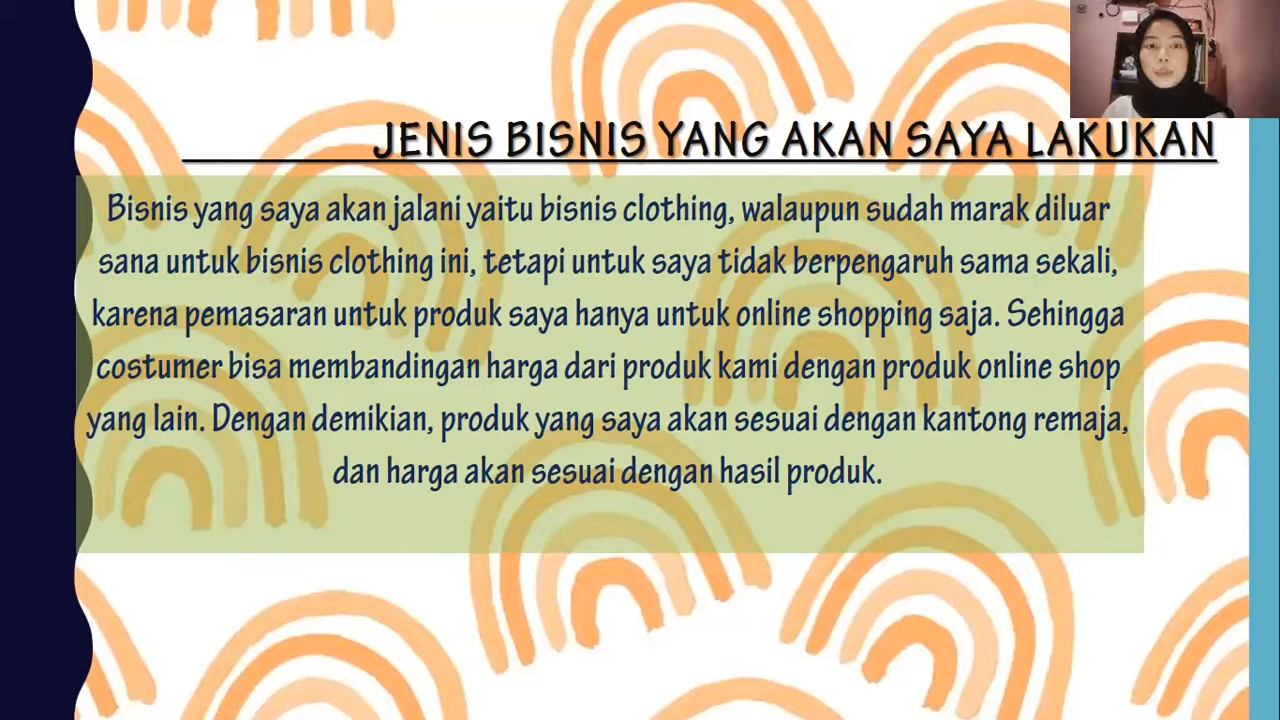 JENIS BISNIS YANG AKAN SAYA LAKUKAN
Bisnis yang saya akan jalani yaitu bisnis clothing, walaupun sudah marak diluar
sana untuk bisnis clothing ini, tetapi untuk saya tidak berpengaruh sama sekali,
karena pemasaran untuk produk saya hanya untuk online shopping saja. Sehingga
costumer bisa membandingan harga dari produk kami dengan produk online shop
yang lain. Dengan demikian, produk yang saya akan sesuai dengan kantong remaja,
dan harga akan sesuai dengan hasil produk.